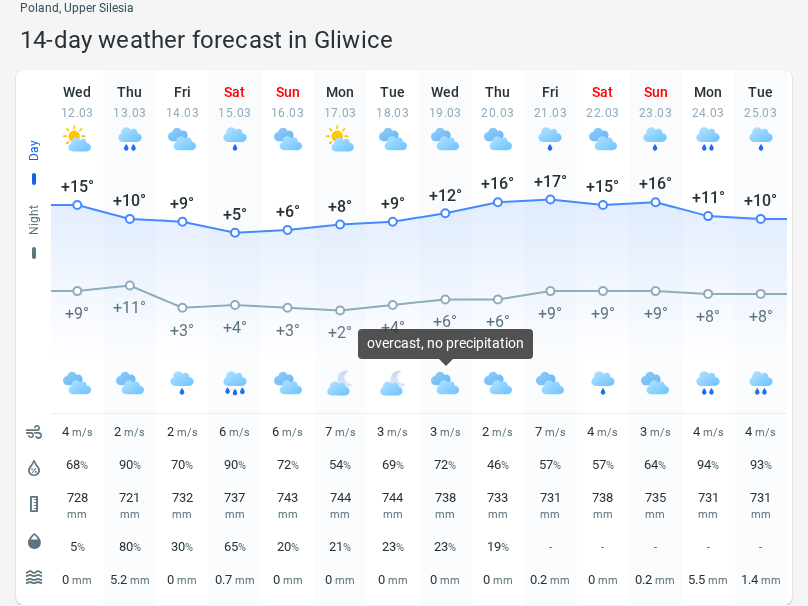 Poland, Upper Silesia
14-day weather forecast in Gliwice
Wed Thu Fri Sat Sun Mon Tue Wed Thu Fri Sat Sun Mon Tue
12.03 13.03 14.03 15.03 16.03 17.03 18.03 19.03 20.03 21.03 22.03 23.03 24.03 25.03
Day
+15° +10° +9° +5° +6° +8° +9° +12° +16° +17° +15° +16° +11° +10°
Night
+9° +11° +3° +4° +3° +2° +4° +6° +6° +9° +9° +9° +8° +8°
overcast, no precipitation
4 m/s 2 m/s 2 m/s 6 m/s 6 m/s 7 m/s 3 m/s 3 m/s 2 m/s 7 m/s 4 m/s 3 m/s 4 m/s 4 m/s
68% 90% 70% 90% 72% 54% 69% 72% 46% 57% 57% 64% 94% 93%
728 721 732 737 743 744 744 738 733 731 738 735 731 731
mm mm mm mm mm mm mm mm mm mm mm mm mm mm
5% 80% 30% 65% 20% 21% 23% 23% 19% - - - - -
0 mm 5.2 mm 0 mm 0.7 mm 0 mm 0 mm 0 mm 0 mm 0 mm 0.2 mm 0 mm 0.2 mm 5.5 mm 1.4 mm